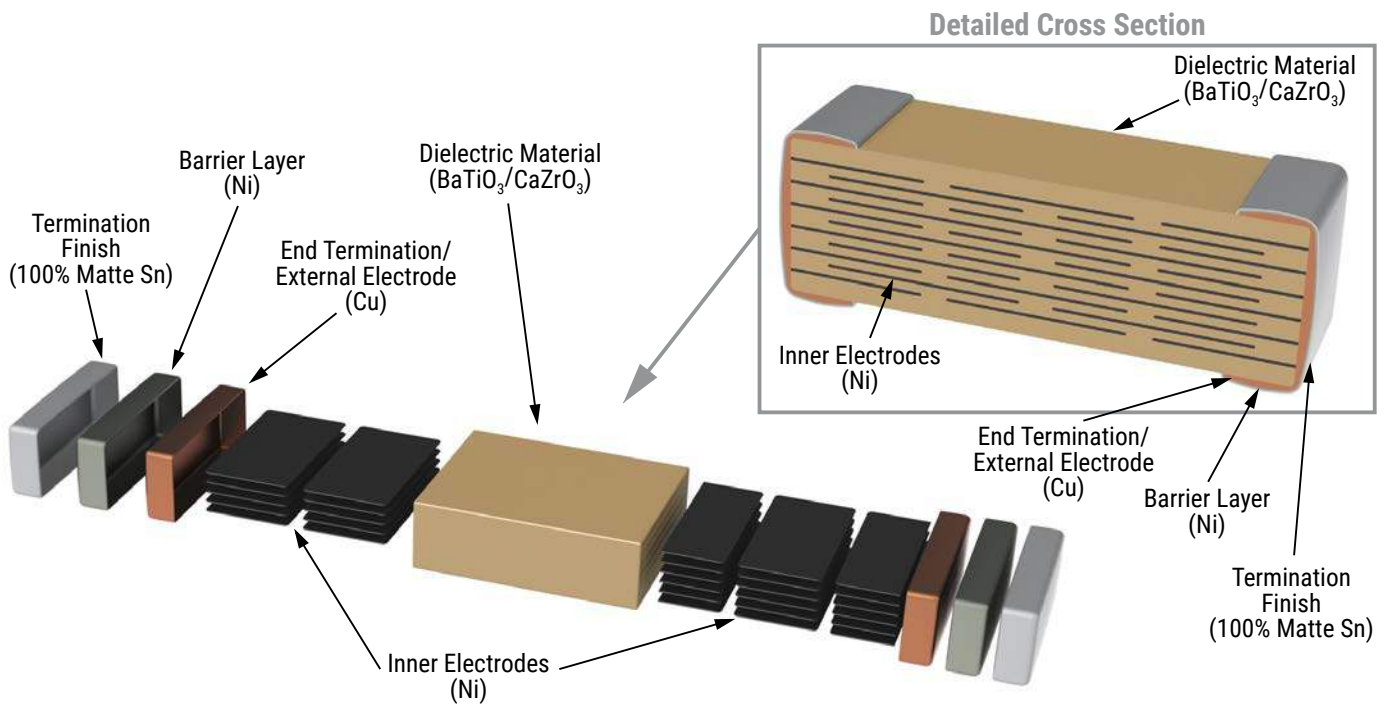 Detailed Cross Section
Dielectric Material
(BaTiO₃/CaZrO₃)
Inner Electrodes
(Ni)
End Termination/
External Electrode
(Cu)
Barrier Layer
(Ni)
Termination
Finish
(100% Matte Sn)
Termination
Finish
(100% Matte Sn)
Barrier Layer
(Ni)
End Termination/
External Electrode
(Cu)
Dielectric Material
(BaTiO₃/CaZrO₃)
Inner Electrodes
(Ni)